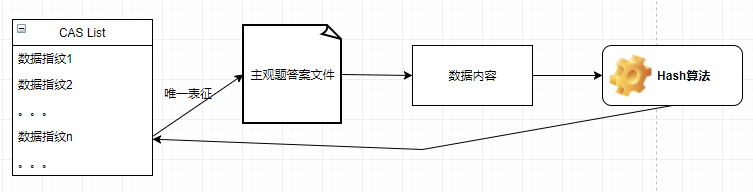 CAS List
数据指纹1
数据指纹2
。。。
数据指纹n
。。。
唯一表征
主观题答案文件
数据内容
Hash算法